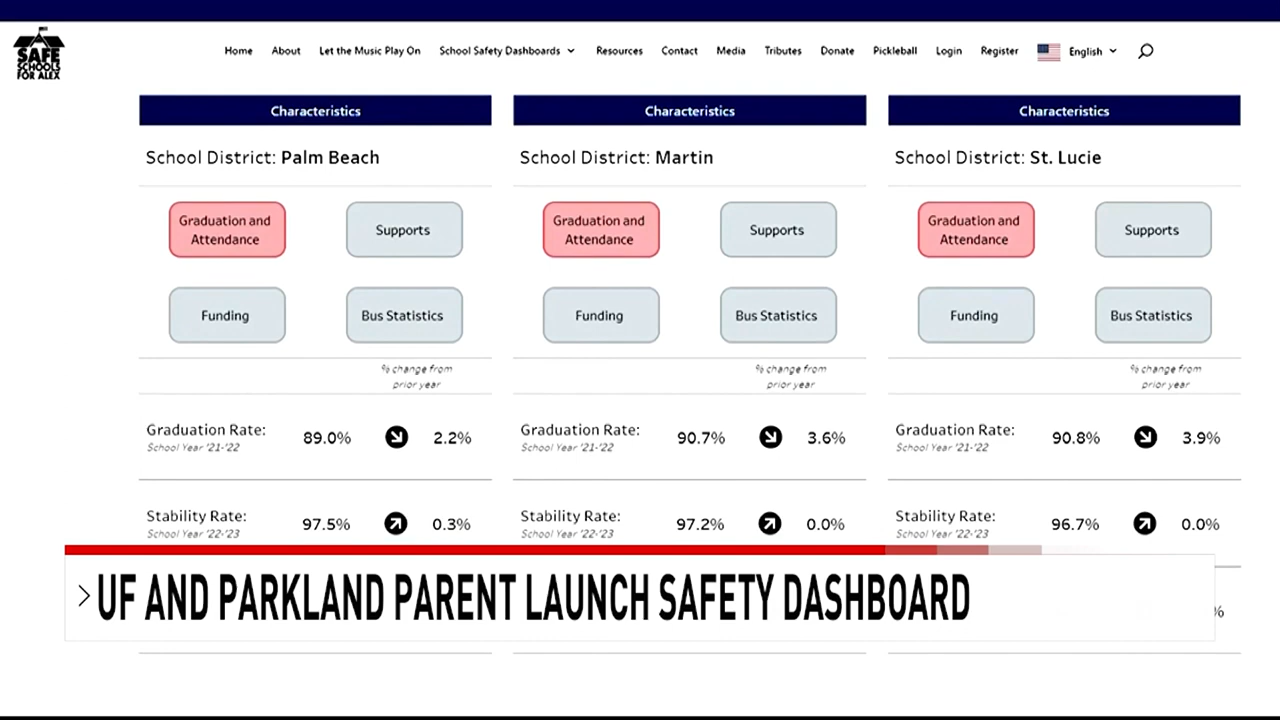 SAFE
SCHOOLS
FOR ALEX
Home About Let the Music Play On School Safety Dashboards Resources Contact Media Tributes Donate Pickleball Login Register English
Characteristics
School District: Palm Beach
Graduation and
Attendance
Supports
Funding
Bus Statistics
% change from
prior year
Graduation Rate:
School Year '21-'22
89.0% 2.2%
Stability Rate:
School Year '22-'23
97.5% 0.3%
Characteristics
School District: Martin
Graduation and
Attendance
Supports
Funding
Bus Statistics
% change from
prior year
Graduation Rate:
School Year '21-'22
90.7% 3.6%
Stability Rate:
School Year '22-'23
97.2% 0.0%
Characteristics
School District: St. Lucie
Graduation and
Attendance
Supports
Funding
Bus Statistics
% change from
prior year
Graduation Rate:
School Year '21-'22
90.8% 3.9%
Stability Rate:
School Year '22-'23
96.7% 0.0%
%
>UF AND PARKLAND PARENT LAUNCH SAFETY DASHBOARD